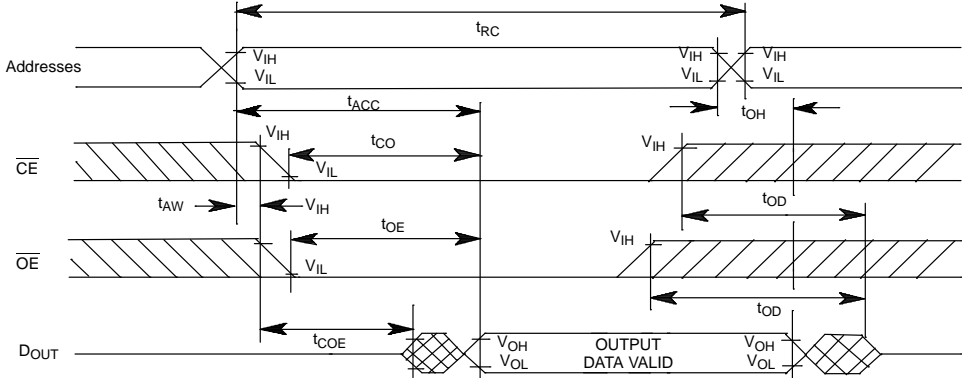 tRC
Addresses
VIH
VIL
VIH
VIL
VIH
VIL
tACC
tOH
CE
VIH
VIL
tCO
VIH
tAW
VIH
tOD
OE
VIL
tOE
VIH
tOD
tCOE
DOUT
VOH
VOL
OUTPUT
DATA VALID
VOH
VOL